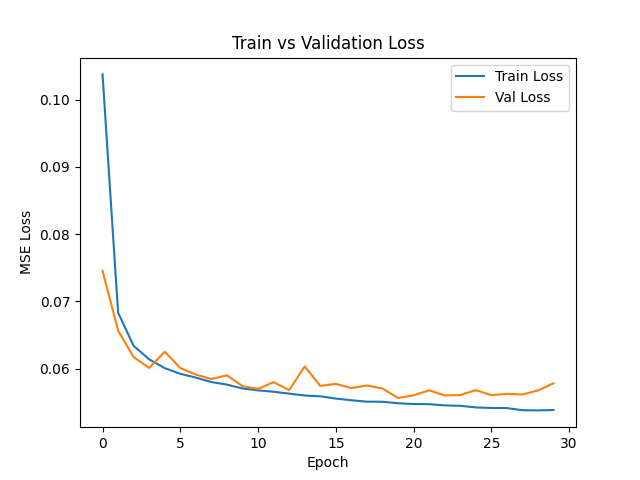 Train vs Validation Loss
Train Loss
Val Loss
0.10
0.09
0.08
0.07
0.06
MSE Loss
0 5 10 15 20 25 30
Epoch